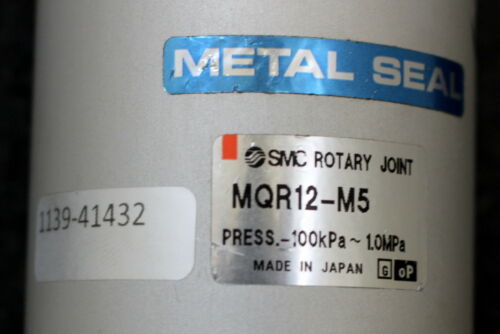 METAL SEAL
SMC ROTARY JOINT
MQR12-M5
PRESS.-100kPa~1.0MPa
MADE IN JAPAN G oP
1139-41432